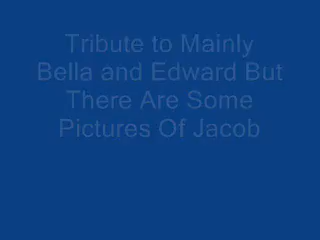 Tribute to Mainly
Bella and Edward But
There Are Some
Pictures Of Jacob